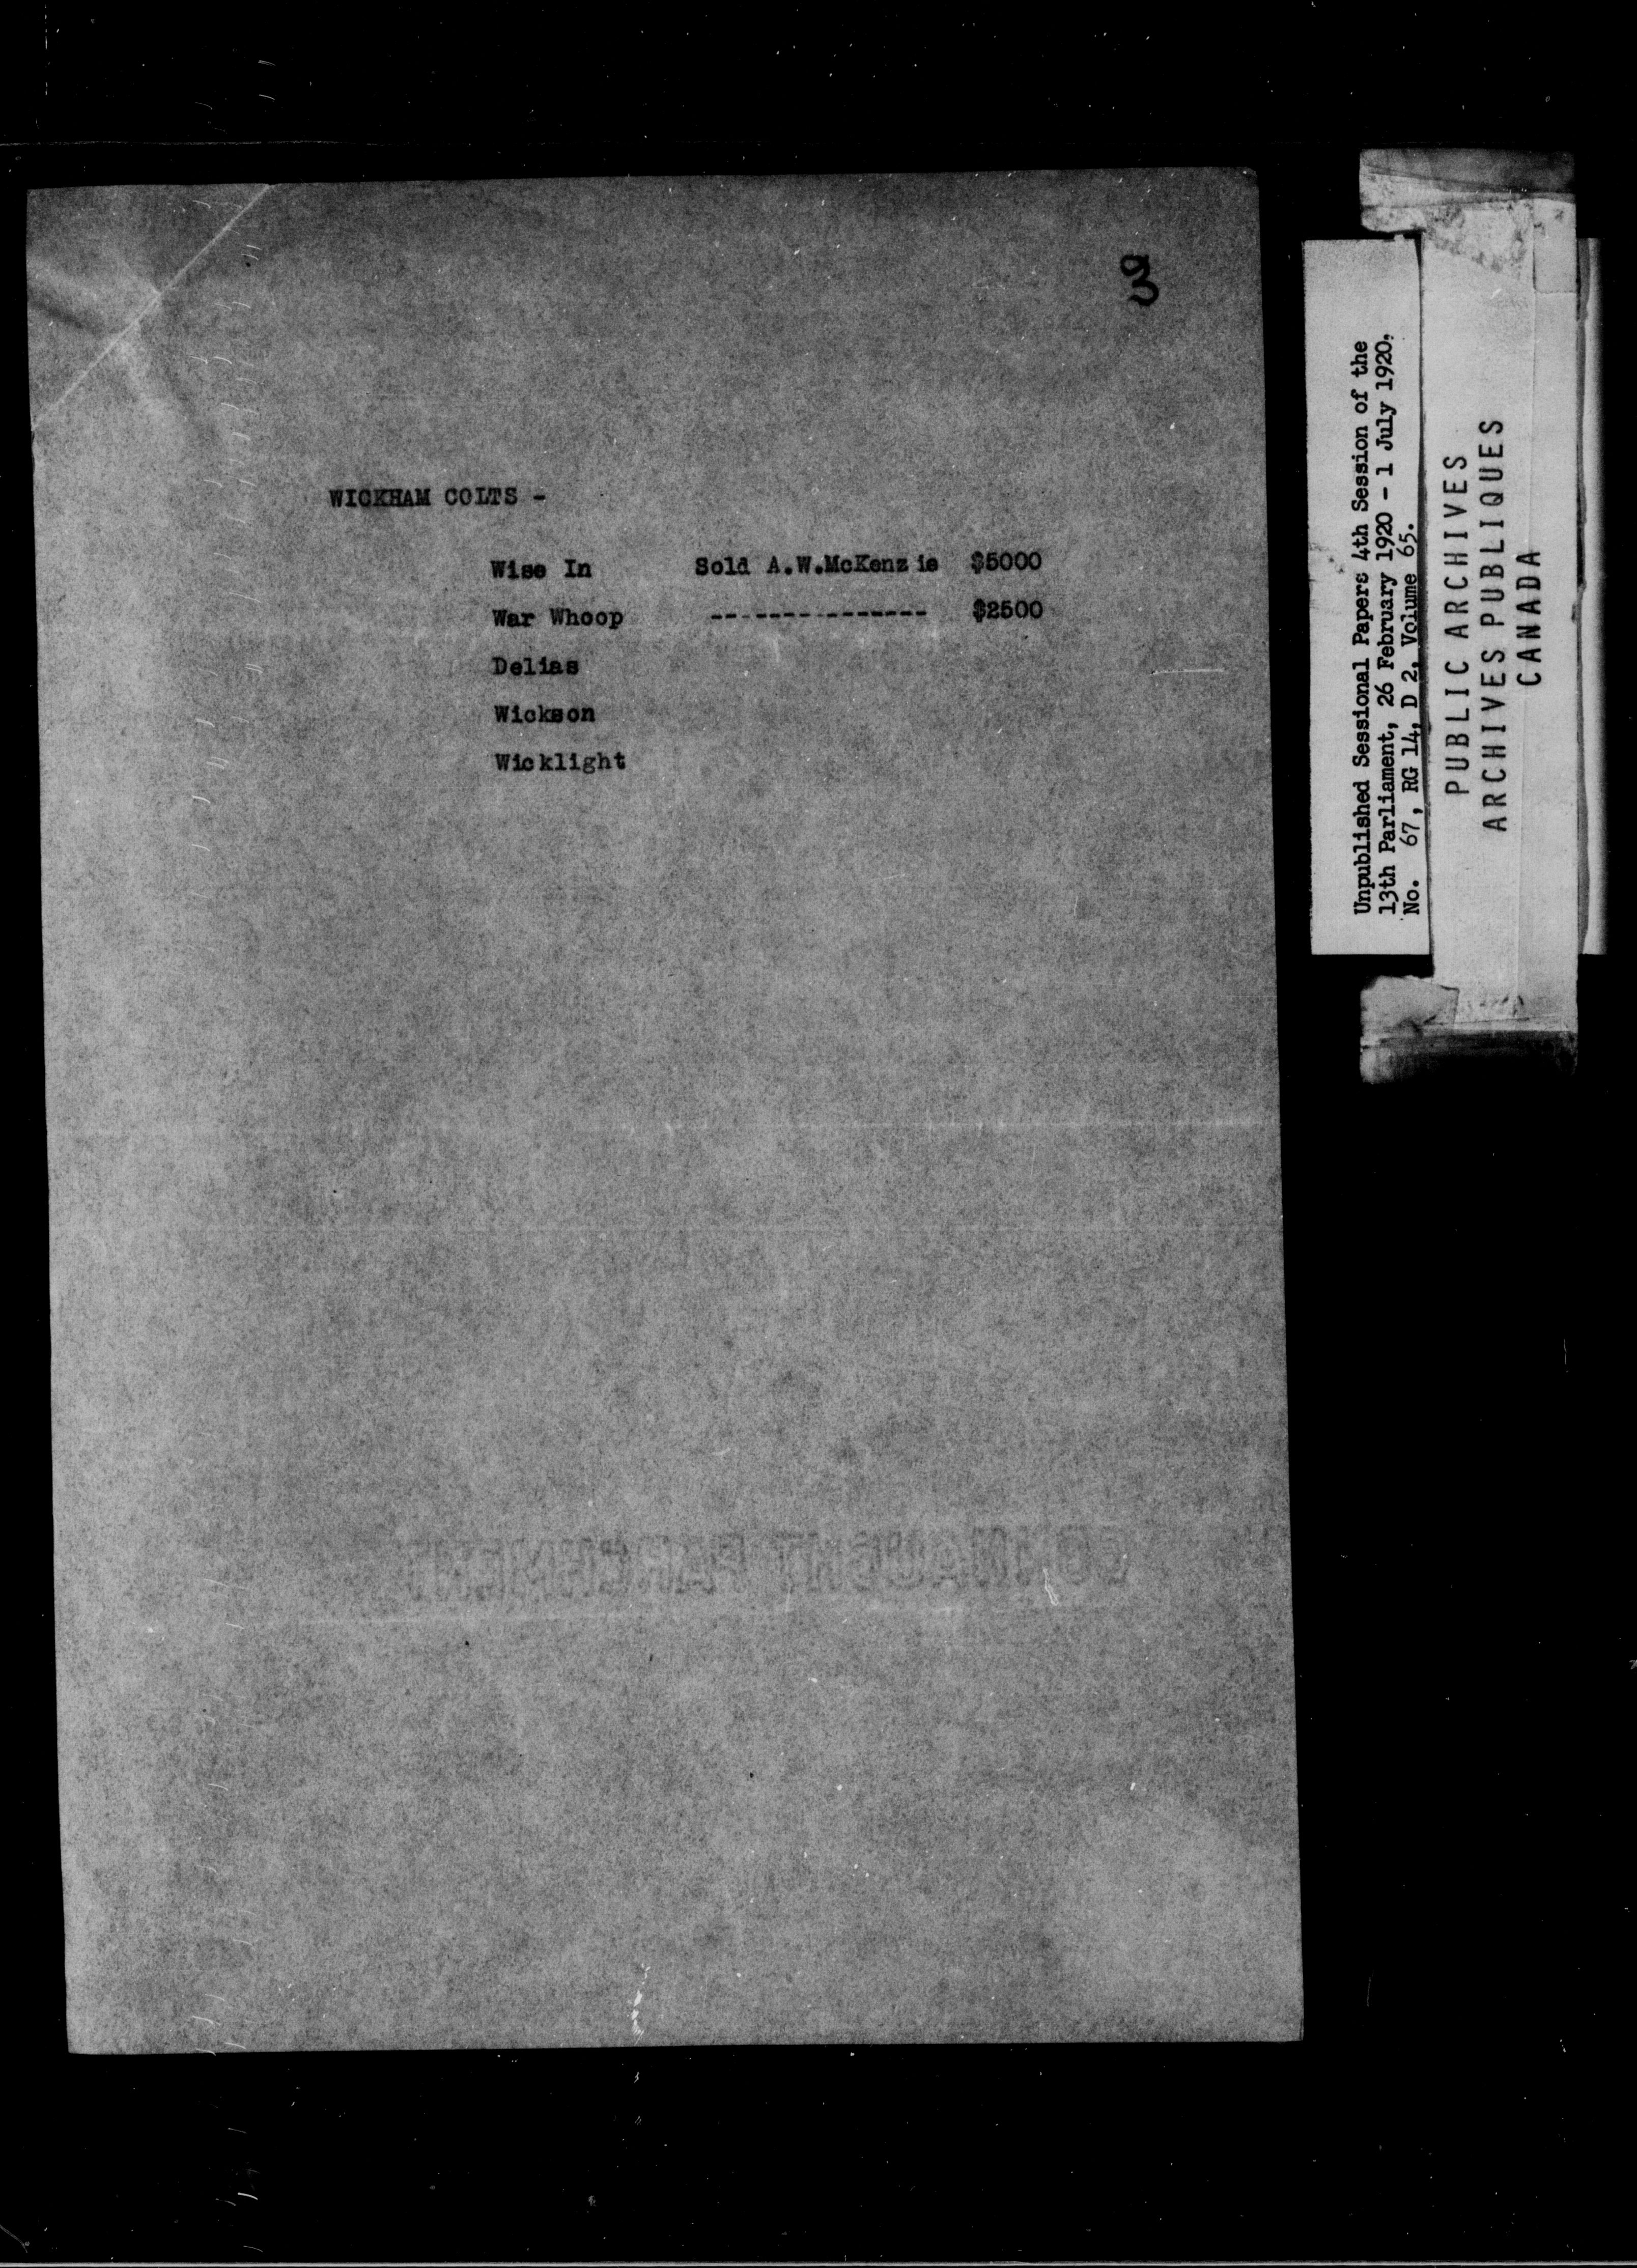 3
WICKHAM COLTS -
Wise In Sold A.W.McKenzie $5000
War Whoop --------------- $2500
Delias
Wickson
Wicklight
CONNAUGHT PARCHMENT
Unpublished Sessional Papers 4th Session of the
13th Parliament, 26 February 1920 - 1 July 1920,
No. 67, RG 14, D 2, Volume 65.
PUBLIC ARCHIVES
ARCHIVES PUBLIQUES
CANADA